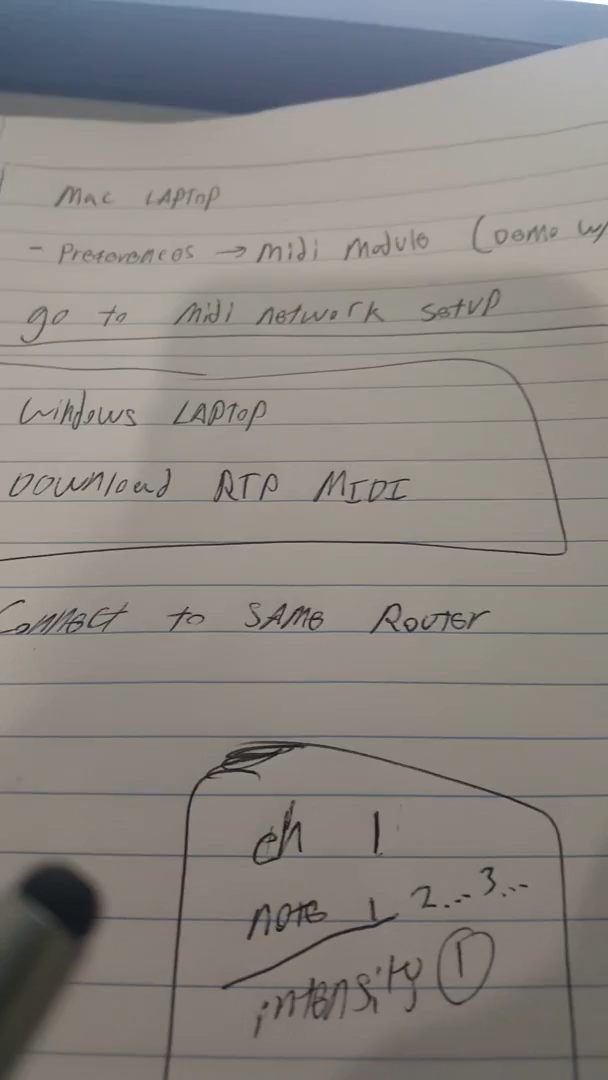 Mac LAPTOP
- Preferences → midi module (Demo w/
go to midi network setup
Windows LAPTOP
Download RTP MIDI
Connect to SAME Router
ch 1
note 1 2... 3...
intensity 1